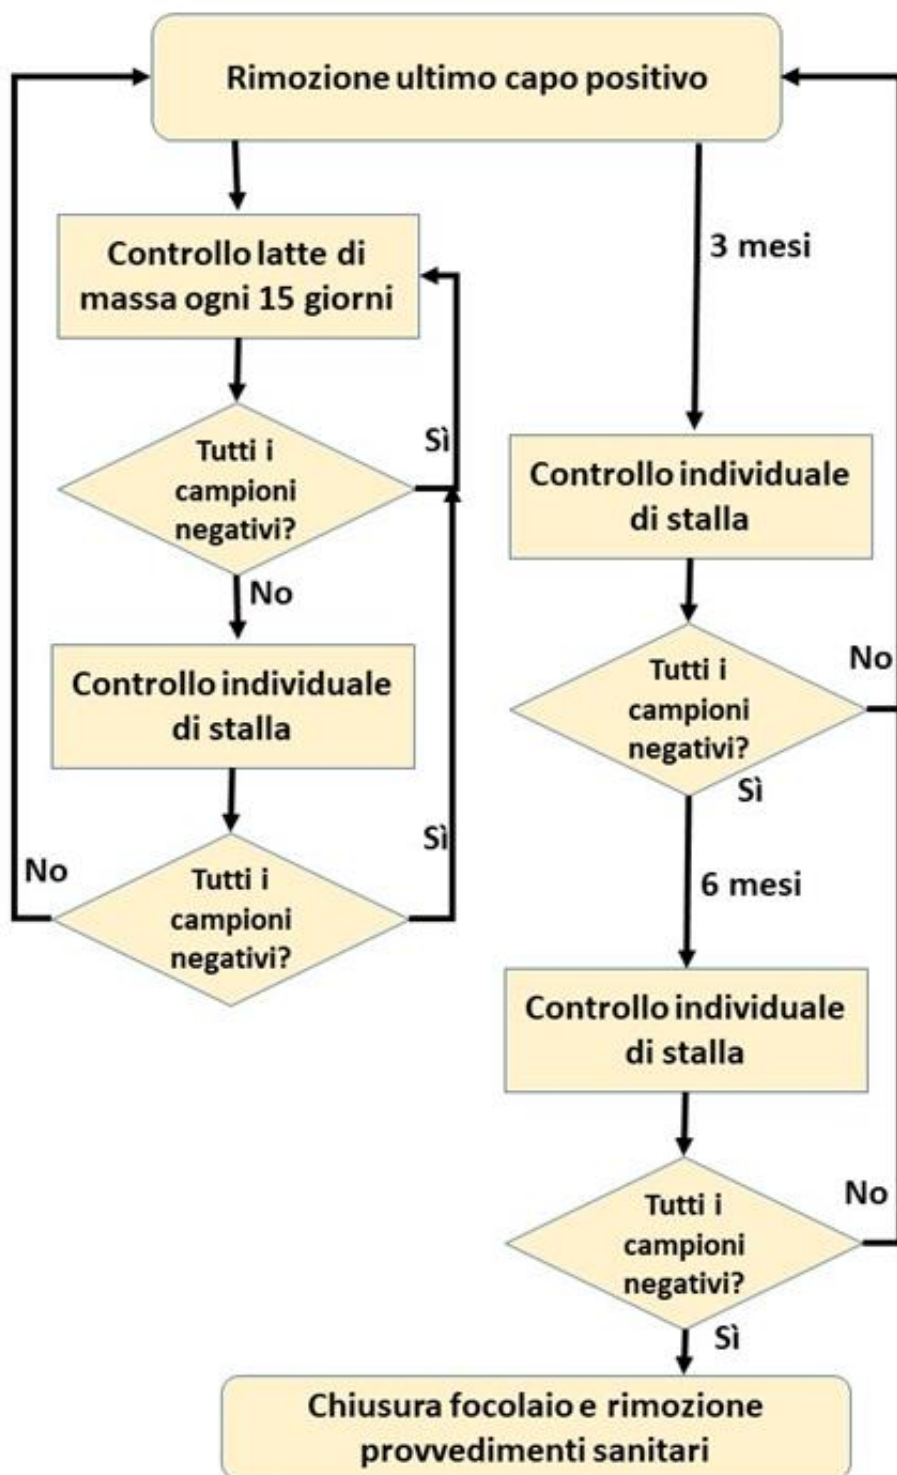 Rimozione ultimo capo positivo
Controllo latte di
massa ogni 15 giorni
Tutti i
campioni
negativi?
Sì
No
Controllo individuale
di stalla
Tutti i
campioni
negativi?
No
Sì
3 mesi
Controllo individuale
di stalla
Tutti i
campioni
negativi?
No
Sì
6 mesi
Controllo individuale
di stalla
Tutti i
campioni
negativi?
No
Sì
Chiusura focolaio e rimozione
provvedimenti sanitari